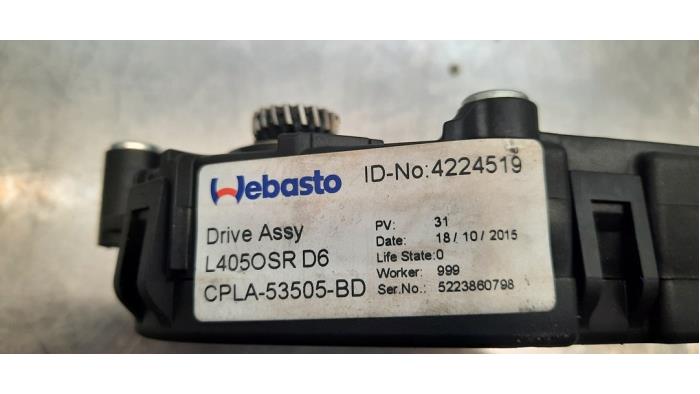 Webasto
ID-No:4224519
Drive Assy
L405OSR D6
CPLA-53505-BD
PV: 31
Date: 18/ 10/ 2015
Life State:0
Worker: 999
Ser.No.: 5223860798